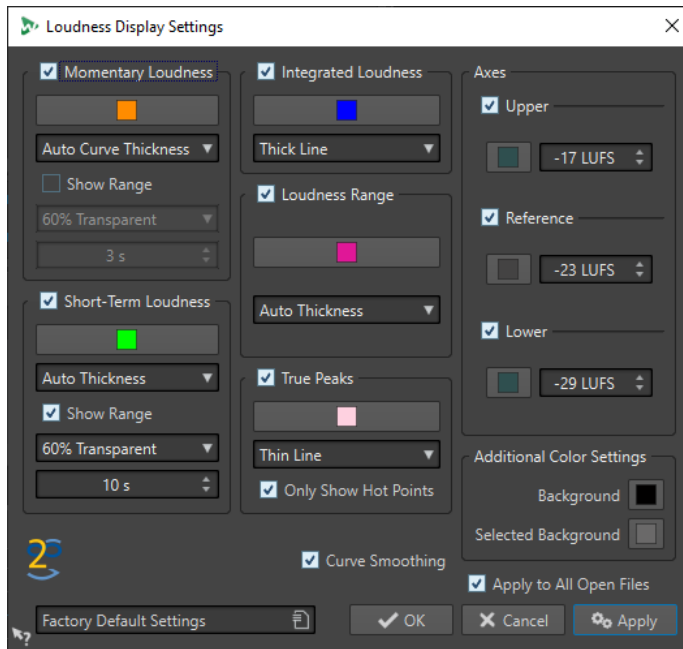 Loudness Display Settings
Momentary Loudness
Auto Curve Thickness
Show Range
60% Transparent
3 s
Short-Term Loudness
Auto Thickness
Show Range
60% Transparent
10 s
Integrated Loudness
Thick Line
Loudness Range
Auto Thickness
True Peaks
Thin Line
Only Show Hot Points
Axes
Upper
-17 LUFS
Reference
-23 LUFS
Lower
-29 LUFS
Additional Color Settings
Background
Selected Background
2
Curve Smoothing
Apply to All Open Files
?
Factory Default Settings
OK
Cancel
Apply